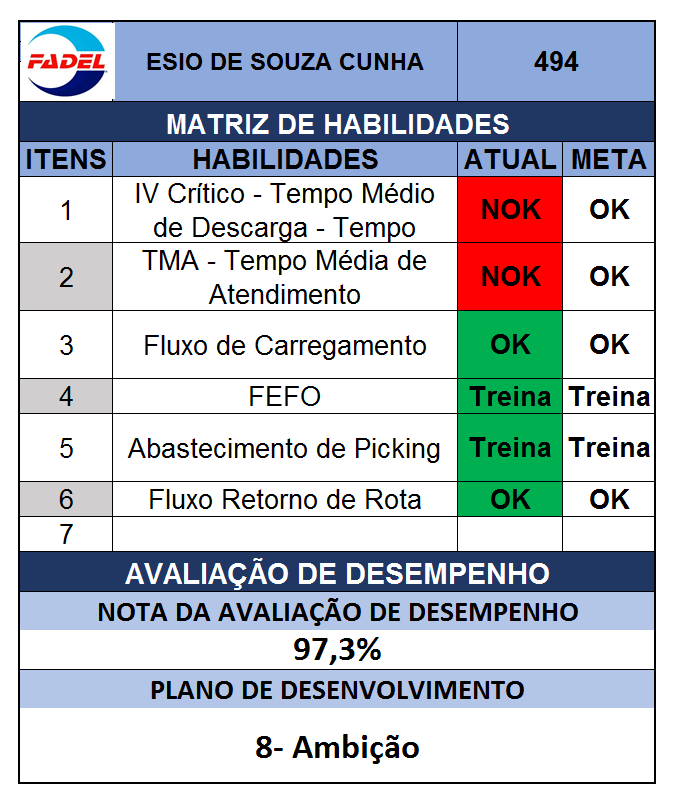 FADEL
ESIO DE SOUZA CUNHA 494
MATRIZ DE HABILIDADES
ITENS HABILIDADES ATUAL META
1 IV Crítico - Tempo Médio
de Descarga - Tempo NOK OK
2 TMA - Tempo Média de
Atendimento NOK OK
3 Fluxo de Carregamento OK OK
4 FEFO Treina Treina
5 Abastecimento de Picking Treina Treina
6 Fluxo Retorno de Rota OK OK
7
AVALIAÇÃO DE DESEMPENHO
NOTA DA AVALIAÇÃO DE DESEMPENHO
97,3%
PLANO DE DESENVOLVIMENTO
8- Ambição